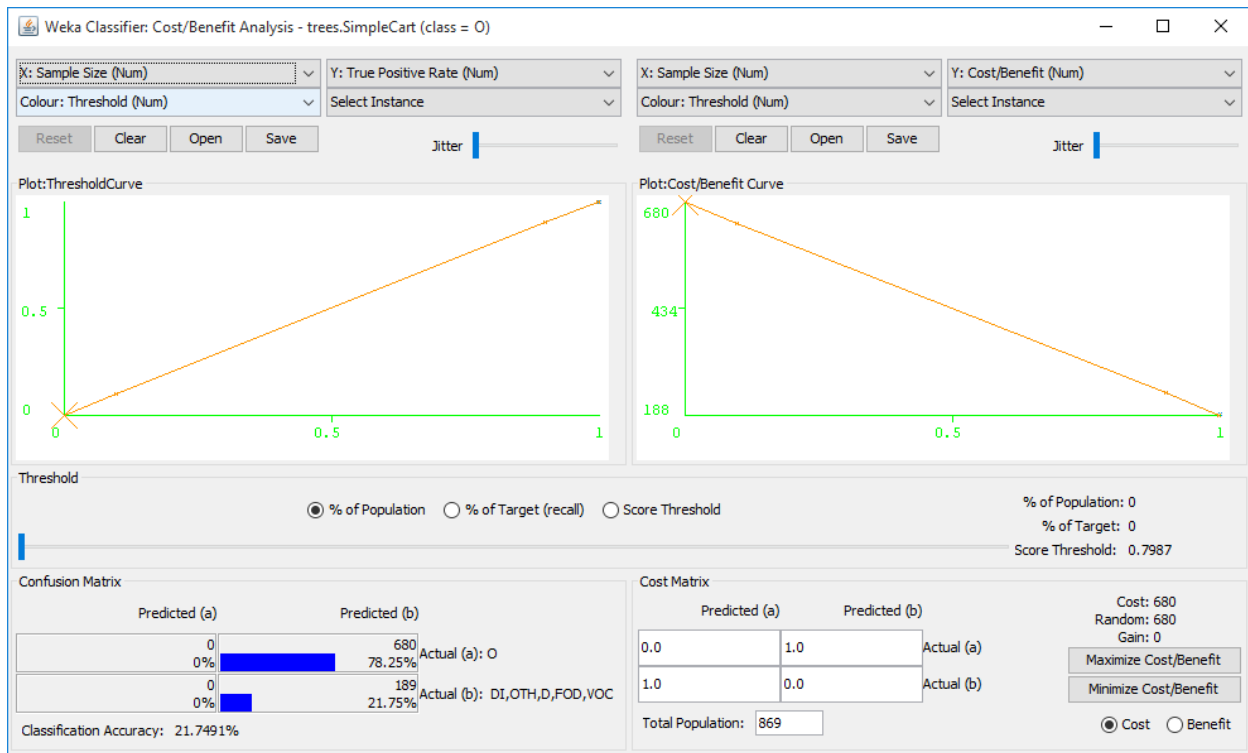 Weka Classifier: Cost/Benefit Analysis - trees.SimpleCart (class = O)
X: Sample Size (Num)
Y: True Positive Rate (Num)
X: Sample Size (Num)
Y: Cost/Benefit (Num)
Colour: Threshold (Num)
Select Instance
Colour: Threshold (Num)
Select Instance
Reset
Clear
Open
Save
Jitter
Reset
Clear
Open
Save
Jitter
Plot:ThresholdCurve
1
0.5
0
0
0.5
1
Plot:Cost/Benefit Curve
680
434
188
0
0.5
1
Threshold
% of Population
% of Target (recall)
Score Threshold
% of Population: 0
% of Target: 0
Score Threshold: 0.7987
Confusion Matrix
Predicted (a)
Predicted (b)
0
0%
680
78.25%
Actual (a): O
0
0%
189
21.75%
Actual (b): DI,OTH,D,FOD,VOC
Classification Accuracy: 21.7491%
Cost Matrix
Predicted (a)
Predicted (b)
0.0
1.0
Actual (a)
1.0
0.0
Actual (b)
Total Population: 869
Cost: 680
Random: 680
Gain: 0
Maximize Cost/Benefit
Minimize Cost/Benefit
Cost
Benefit